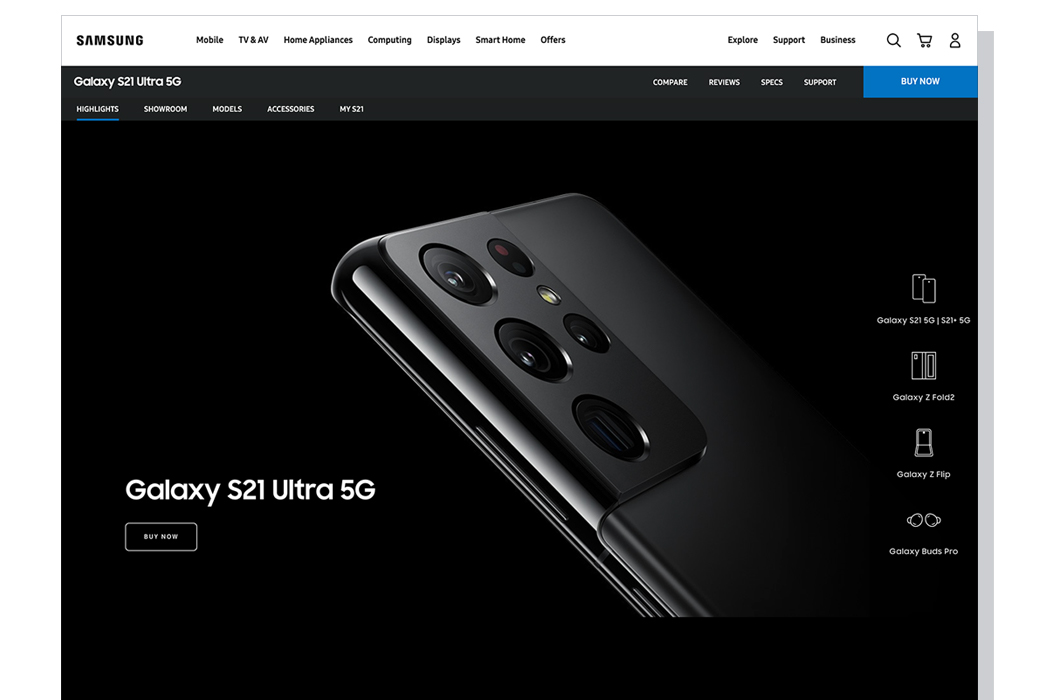 SAMSUNG Mobile TV & AV Home Appliances Computing Displays Smart Home Offers Explore Support Business
Galaxy S21 Ultra 5G COMPARE REVIEWS SPECS SUPPORT BUY NOW
HIGHLIGHTS SHOWROOM MODELS ACCESSORIES MY S21
Galaxy S21 5G | S21+ 5G
Galaxy Z Fold2
Galaxy Z Flip
Galaxy S21 Ultra 5G
BUY NOW
Galaxy Buds Pro